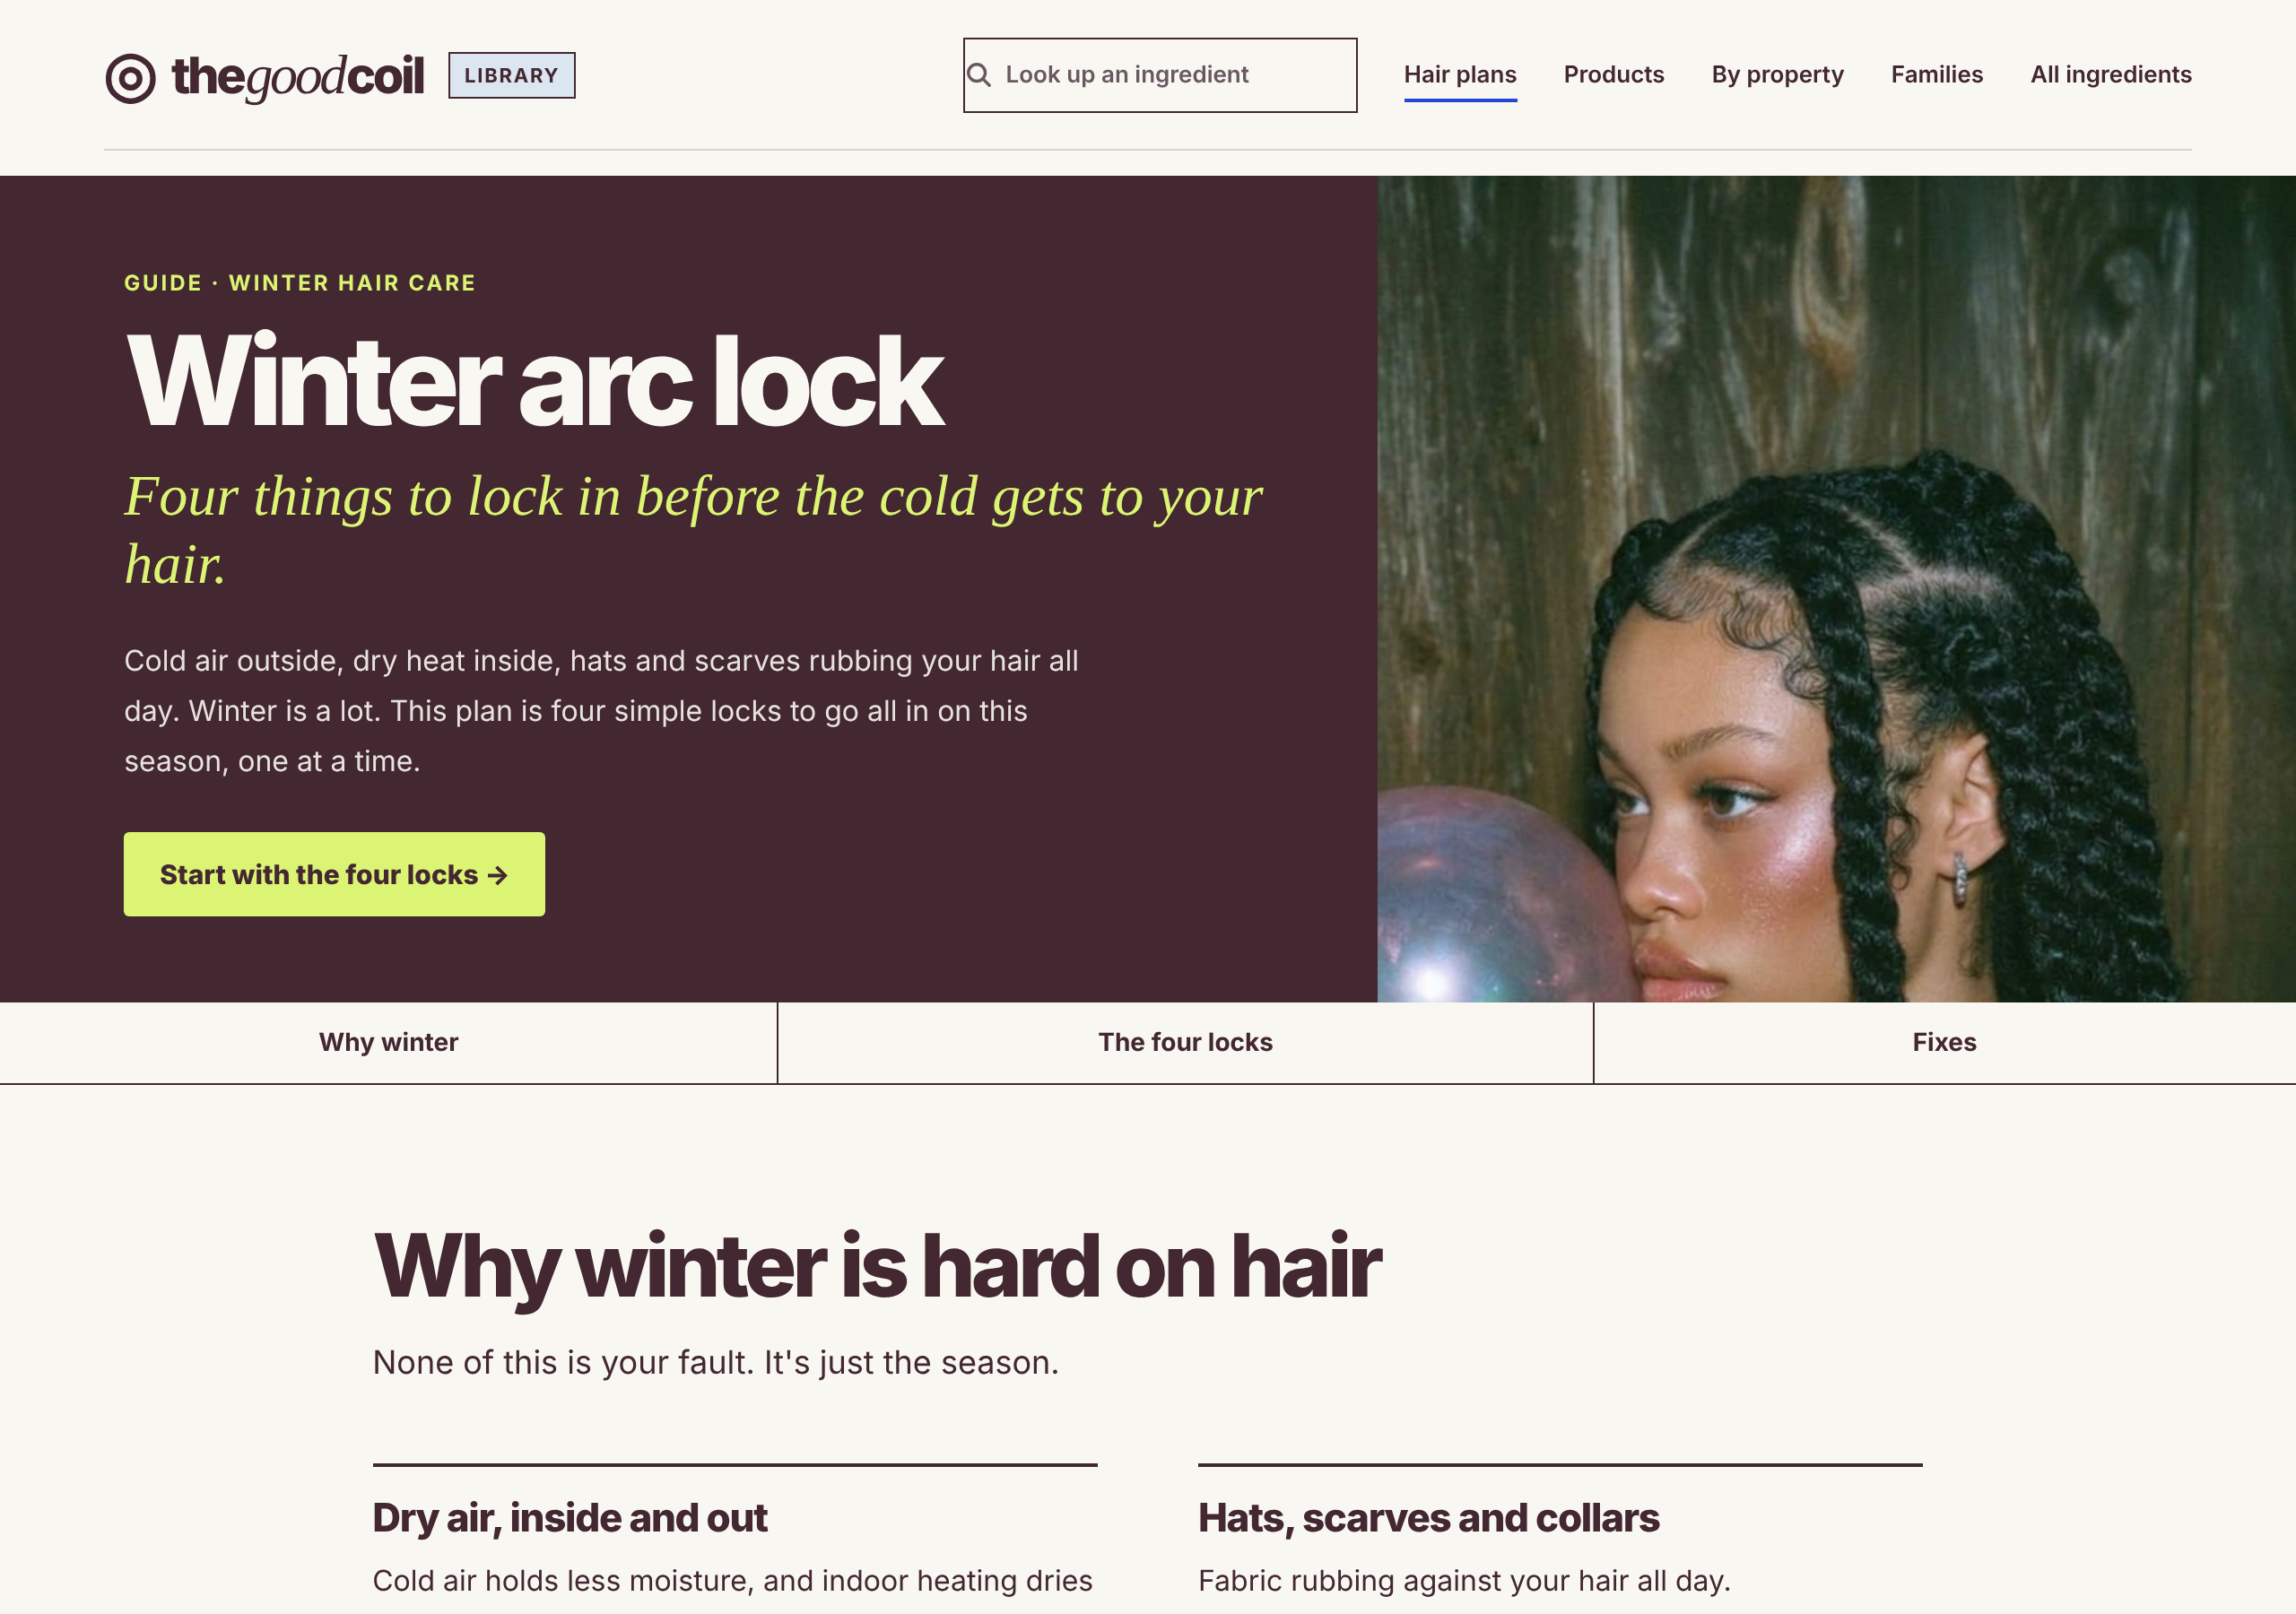 thegoodcoil
LIBRARY
Look up an ingredient
Hair plans
Products
By property
Families
All ingredients
GUIDE · WINTER HAIR CARE
Winter arc lock
Four things to lock in before the cold gets to your
hair.
Cold air outside, dry heat inside, hats and scarves rubbing your hair all
day. Winter is a lot. This plan is four simple locks to go all in on this
season, one at a time.
Start with the four locks →
Why winter
The four locks
Fixes
Why winter is hard on hair
None of this is your fault. It's just the season.
Dry air, inside and out
Cold air holds less moisture, and indoor heating dries
Hats, scarves and collars
Fabric rubbing against your hair all day.